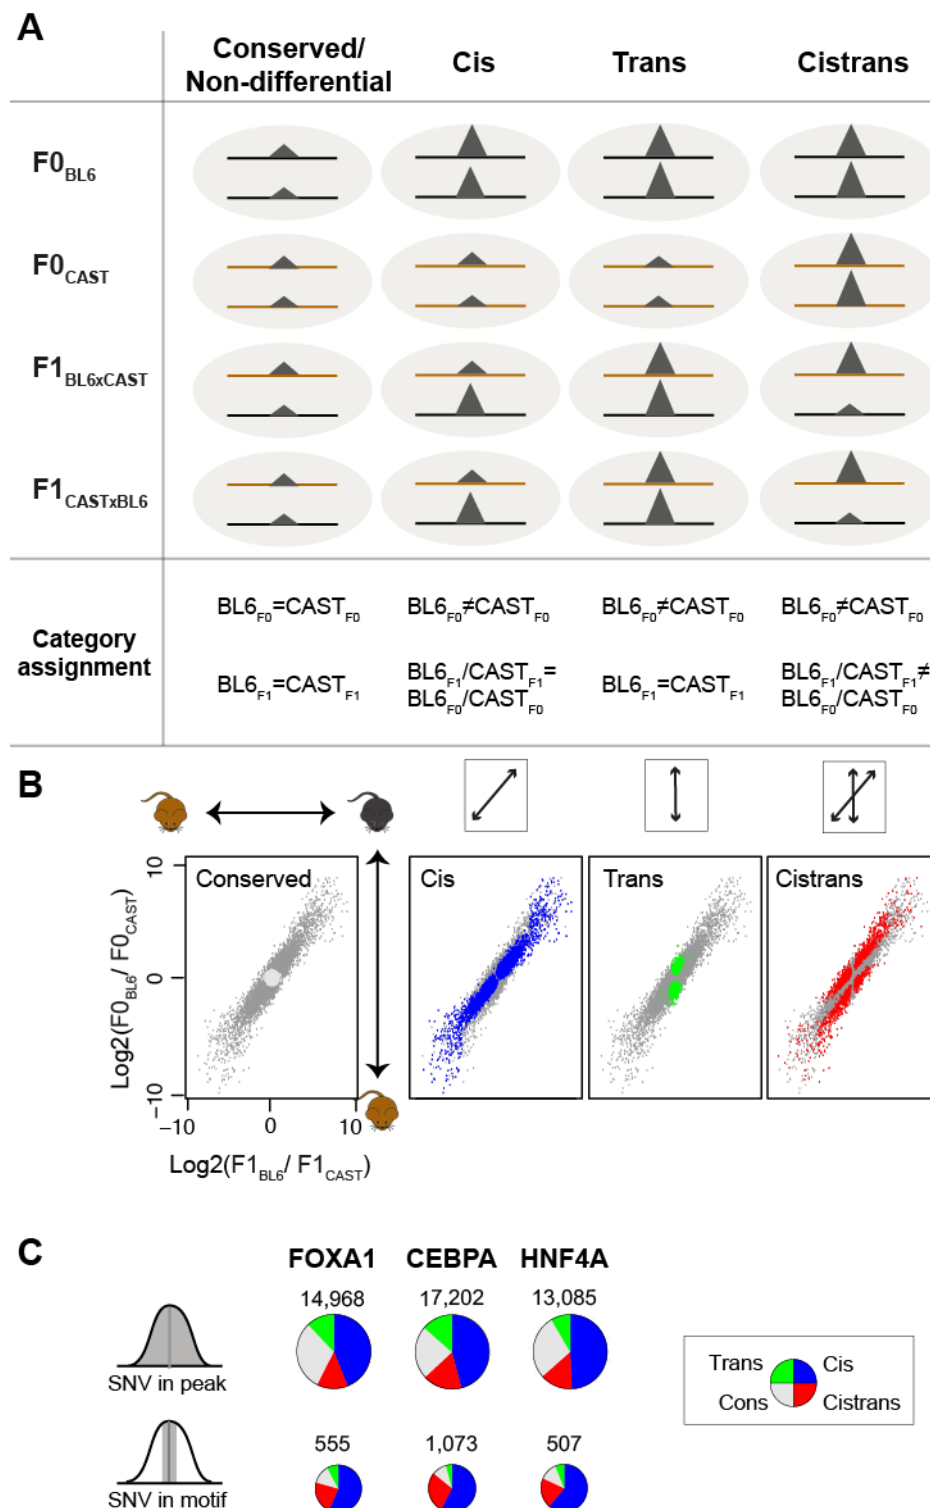 A
Conserved/ Cis Trans Cistrans
Non-differential
F0BL6
F0CAST
F1BL6xCAST
F1CASTxBL6
Category assignment
BL6F0=CASTF0 BL6F0≠CASTF0 BL6F0≠CASTF0 BL6F0≠CASTF0
BL6F1=CASTF1 BL6F1/CASTF1= BL6F0/CASTF0 BL6F1=CASTF1 BL6F1/CASTF1≠ BL6F0/CASTF0
B
Conserved Cis Trans Cistrans
Log2(F0BL6/ F0CAST)
10
0
−10
−10 0 10
Log2(F1BL6/ F1CAST)
C
FOXA1 CEBPA HNF4A
14,968 17,202 13,085
SNV in peak
Trans Cis
Cons Cistrans
555 1,073 507
SNV in motif